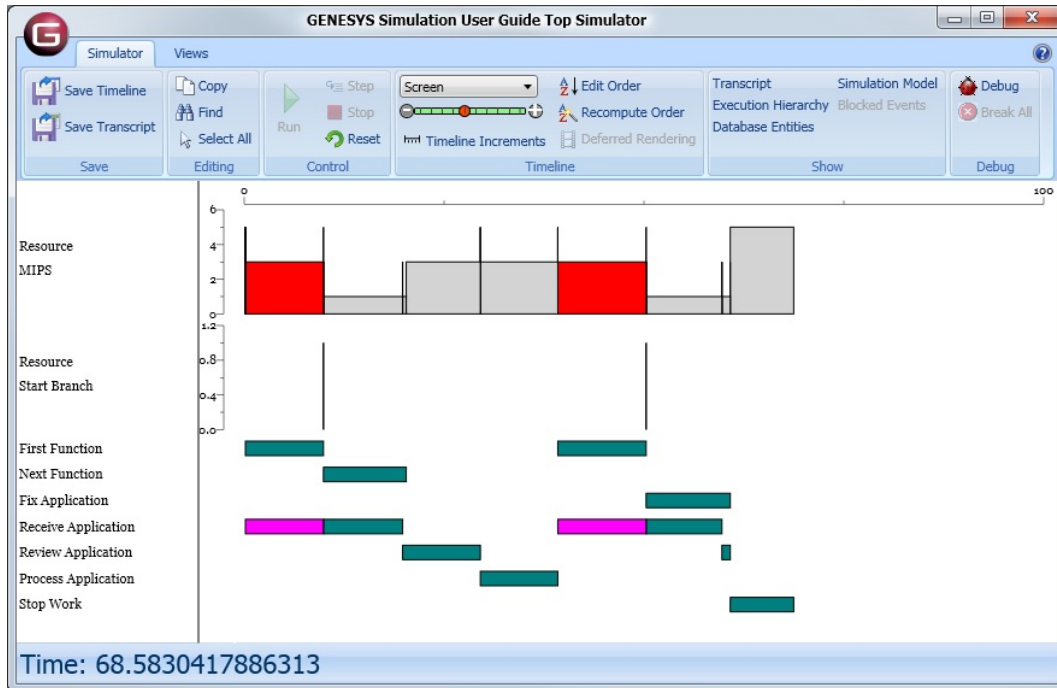 GENESYS Simulation User Guide Top Simulator
G
Simulator Views
Save Timeline
Save Transcript
Save
Copy
Find
Select All
Editing
Run
Step
Stop
Reset
Control
Screen
Timeline Increments
Edit Order
Recompute Order
Deferred Rendering
Timeline
Transcript Simulation Model
Execution Hierarchy Blocked Events
Database Entities
Show
Debug
Break All
Debug
0 100
Resource
MIPS
6
4
2
0
Resource
Start Branch
1.2
0.8
0.4
0.0
First Function
Next Function
Fix Application
Receive Application
Review Application
Process Application
Stop Work
Time: 68.5830417886313